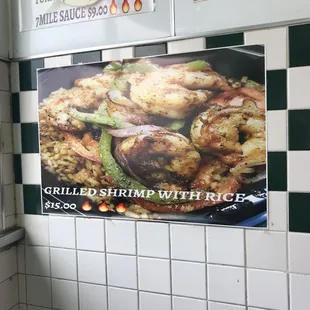 7MILE SAUCE $9.00
GRILLED SHRIMP WITH RICE
$15.00